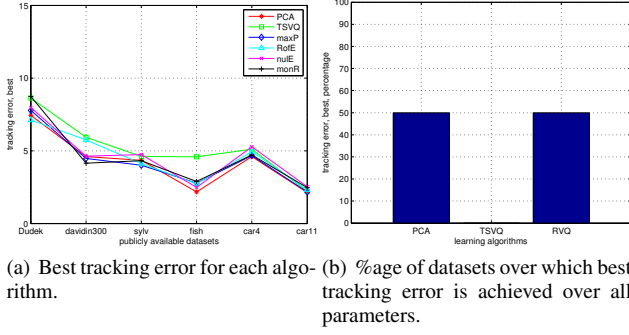 15
10
5
0
tracking error, best
PCA
TSVQ
maxP
RofE
nulE
monR
Dudek davidin300 sylv fish car4 car11
publicly available datasets
100
90
80
70
60
50
40
30
20
10
0
tracking error, best, percentage
PCA TSVQ RVQ
learning algorithms
(a) Best tracking error for each algo-
rithm.
(b) %age of datasets over which best
tracking error is achieved over all
parameters.